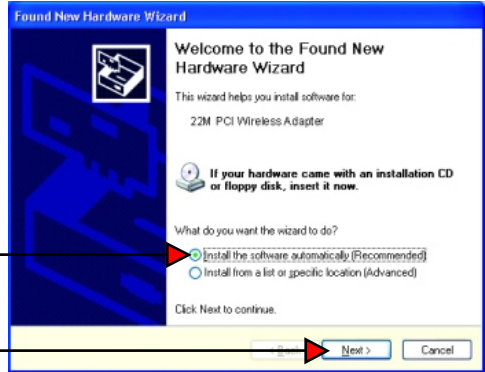 Found New Hardware Wizard
Welcome to the Found New
Hardware Wizard
This wizard helps you install software for:
22M PCI Wireless Adapter
If your hardware came with an installation CD
or floppy disk, insert it now.
What do you want the wizard to do?
Install the software automatically (Recommended)
Install from a list or specific location (Advanced)
Click Next to continue.
Next > Cancel